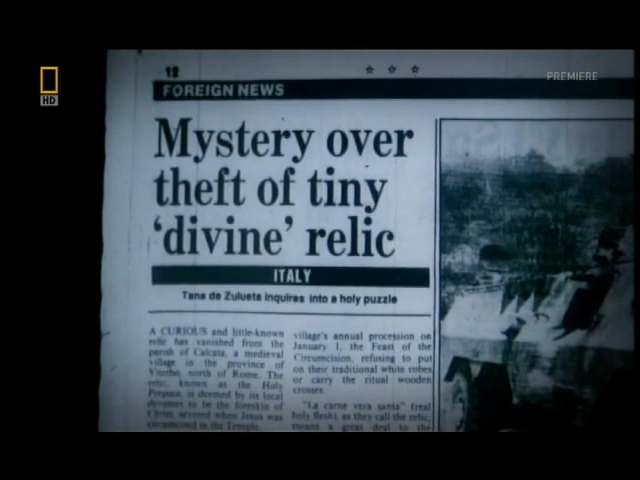 HD
PREMIERE
12
FOREIGN NEWS
Mystery over
theft of tiny
‘divine’ relic
ITALY
Tana de Zulueta inquires into a holy puzzle
A CURIOUS and little-known
relic has vanished from the
parish of Calcata, a medieval
village in the province of
Viterbo, north of Rome. The
relic, known as the Holy
Prepuce, is deemed by its local
devotees to be the foreskin of
Christ, severed when Jesus was
circumcised in the Temple.
village's annual procession on
January 1, the Feast of the
Circumcision, refusing to put
on their traditional white robes
or carry the ritual wooden
crosses.
"La carne vera santa" (real
holy flesh), as they call the relic,
means a great deal to the